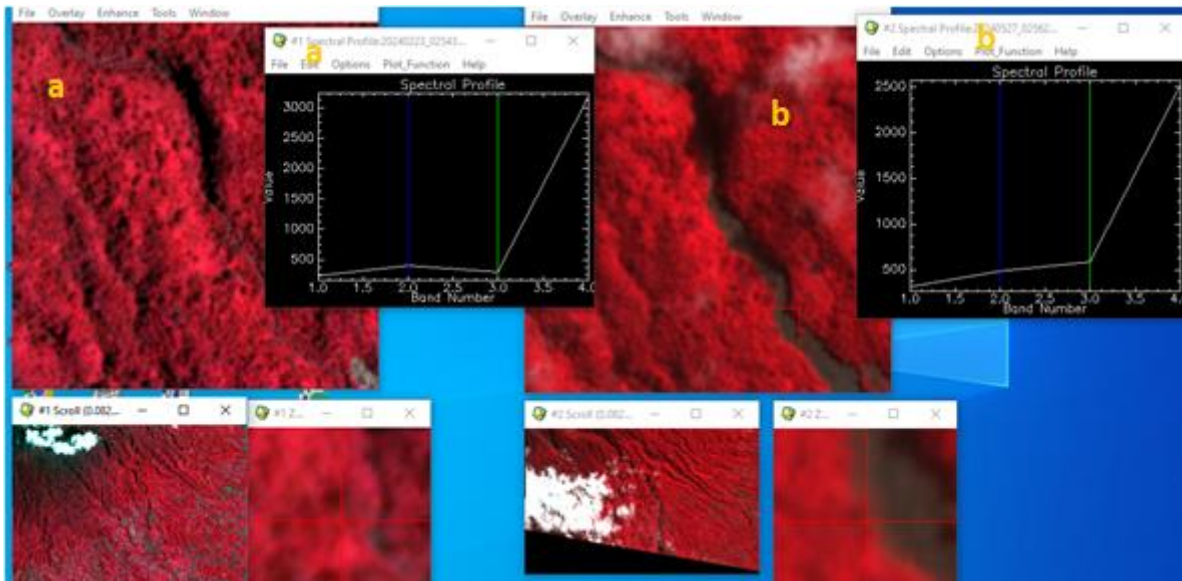 File Overlay Enhance Tools Window
a
#1 Spectral Profile:20240223_02543...
a
File Edit Options Plot_Function Help
Spectral Profile
3000
2500
2000
1500
1000
500
Value
1.0 1.5 2.0 2.5 3.0 3.5 4.0
Band Number
File Overlay Enhance Tools Window
b
#2 Spectral Profile:20240527_02562...
b
File Edit Options Plot_Function Help
Spectral Profile
2500
2000
1500
1000
500
Value
1.0 1.5 2.0 2.5 3.0 3.5 4.0
Band Number
#1 Scroll (0.082...
#1 Z...
#2 Scroll (0.082...
#2 Z...